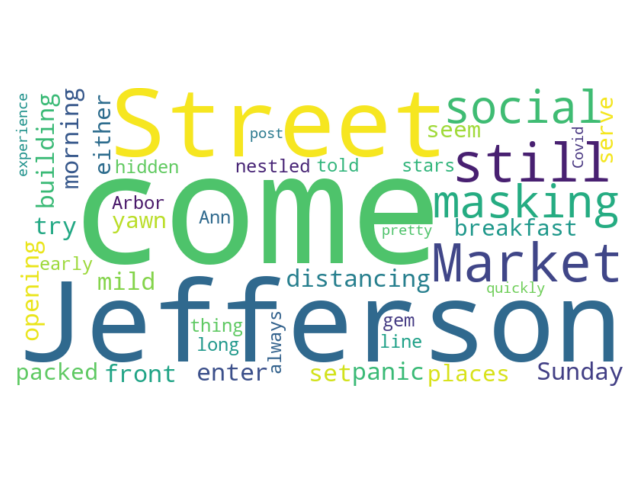 experience
building
morning
either
Street
hidden
post
nestled
told
seem
stars
social
Covid
serve
still
Arbor
yawn
Ann
come
pretty
masking
breakfast
try
early
opening
mild
distancing
Market
quickly
Jefferson
thing
long
always
gem
line
packed
front
enter
set
panic
places
Sunday